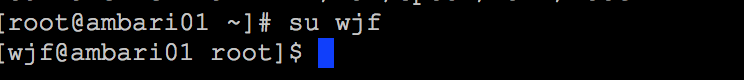 [root@ambari01 ~]# su wjf
[wjf@ambari01 root]$